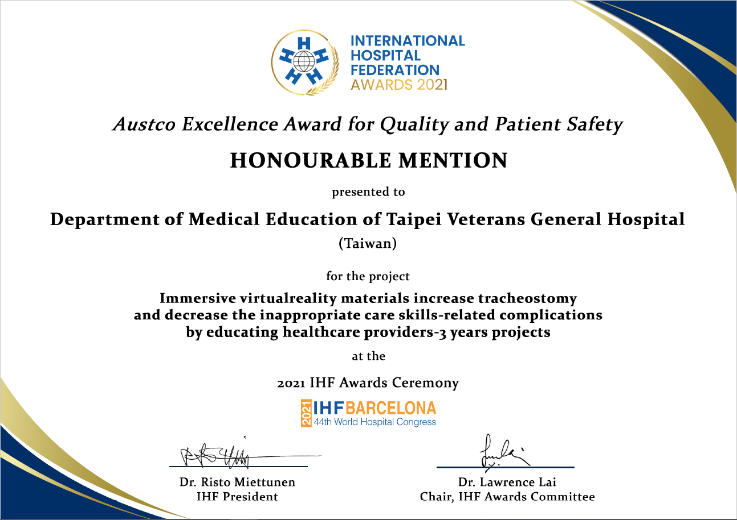 INTERNATIONAL
HOSPITAL
FEDERATION
AWARDS 2021
Austco Excellence Award for Quality and Patient Safety
HONOURABLE MENTION
presented to
Department of Medical Education of Taipei Veterans General Hospital
(Taiwan)
for the project
Immersive virtualreality materials increase tracheostomy
and decrease the inappropriate care skills-related complications
by educating healthcare providers-3 years projects
at the
2021 IHF Awards Ceremony
2021 IHFBARCELONA
44th World Hospital Congress
Dr. Risto Miettunen
IHF President
Dr. Lawrence Lai
Chair, IHF Awards Committee